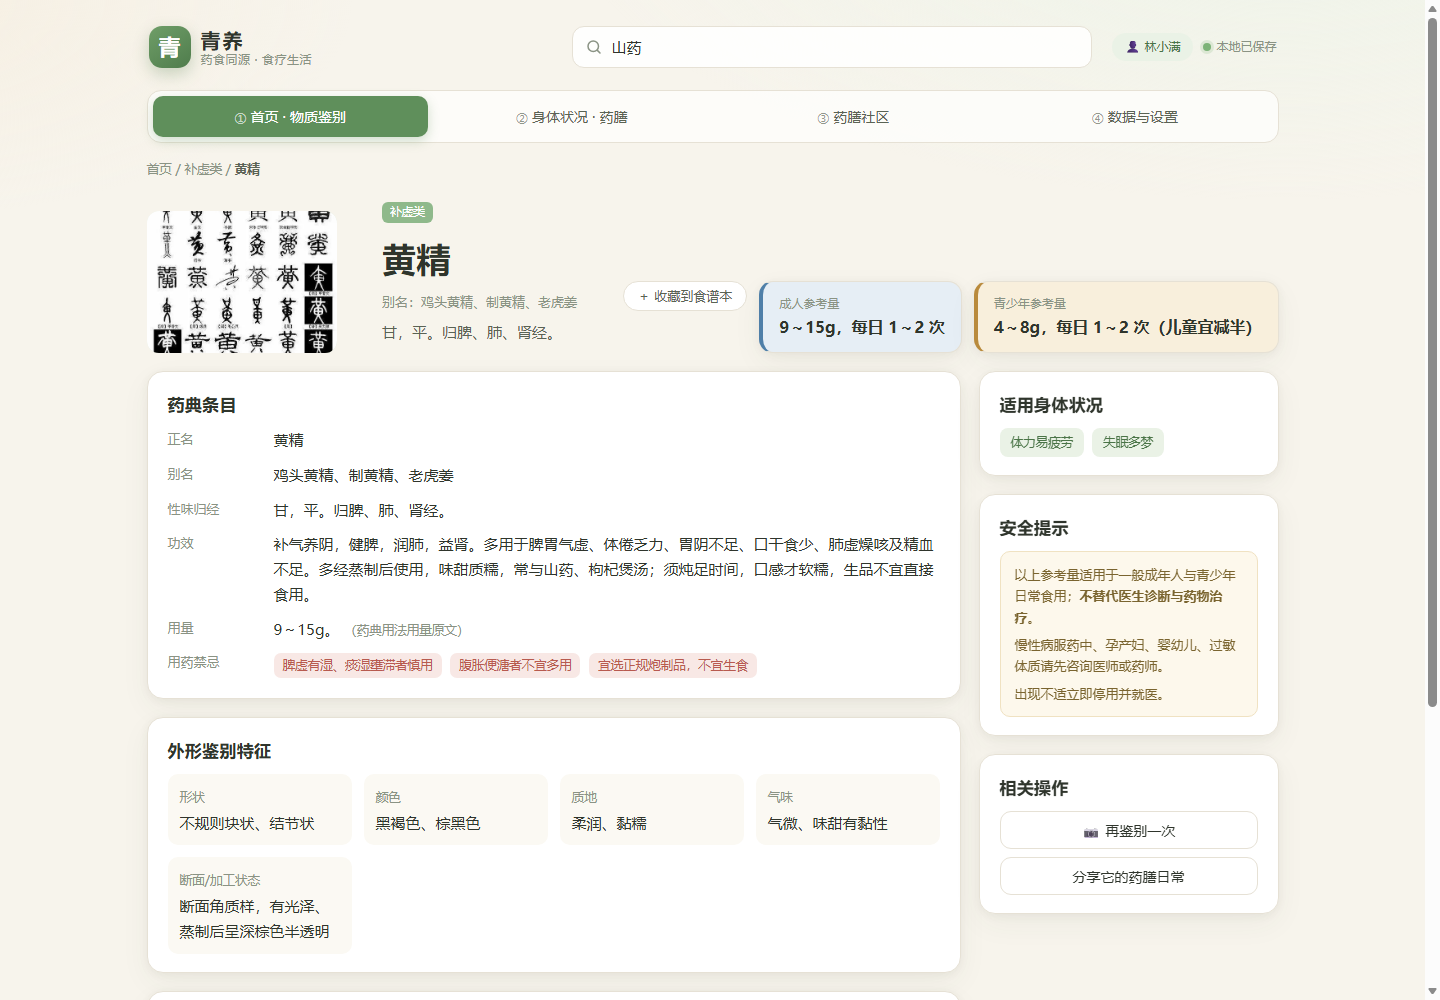 青
青养
药食同源 · 食疗生活
山药
林小满
本地已保存
① 首页 · 物质鉴别
② 身体状况 · 药膳
③ 药膳社区
④ 数据与设置
首页 / 补虚类 / 黄精
补虚类
黄精
别名：鸡头黄精、制黄精、老虎姜
甘，平。归脾、肺、肾经。
+ 收藏到食谱本
成人参考量
9～15g，每日 1～2 次
青少年参考量
4～8g，每日 1～2 次（儿童宜减半）
药典条目
正名
黄精
别名
鸡头黄精、制黄精、老虎姜
性味归经
甘，平。归脾、肺、肾经。
功效
补气养阴，健脾，润肺，益肾。多用于脾胃气虚、体倦乏力、胃阴不足、口干食少、肺虚燥咳及精血
不足。多经蒸制后使用，味甜质糯，常与山药、枸杞煲汤；须炖足时间，口感才软糯，生品不宜直接
食用。
用量
9～15g。 （药典用法用量原文）
用药禁忌
脾虚有湿、痰湿壅滞者慎用
腹胀便溏者不宜多用
宜选正规炮制品，不宜生食
外形鉴别特征
形状
不规则块状、结节状
颜色
黑褐色、棕黑色
质地
柔润、黏糯
气味
气微、味甜有黏性
断面/加工状态
断面角质样，有光泽、
蒸制后呈深棕色半透明
适用身体状况
体力易疲劳
失眠多梦
安全提示
以上参考量适用于一般成年人与青少年
日常食用；不替代医生诊断与药物治
疗。
慢性病服药中、孕产妇、婴幼儿、过敏
体质请先咨询医师或药师。
出现不适立即停用并就医。
相关操作
再鉴别一次
分享它的药膳日常